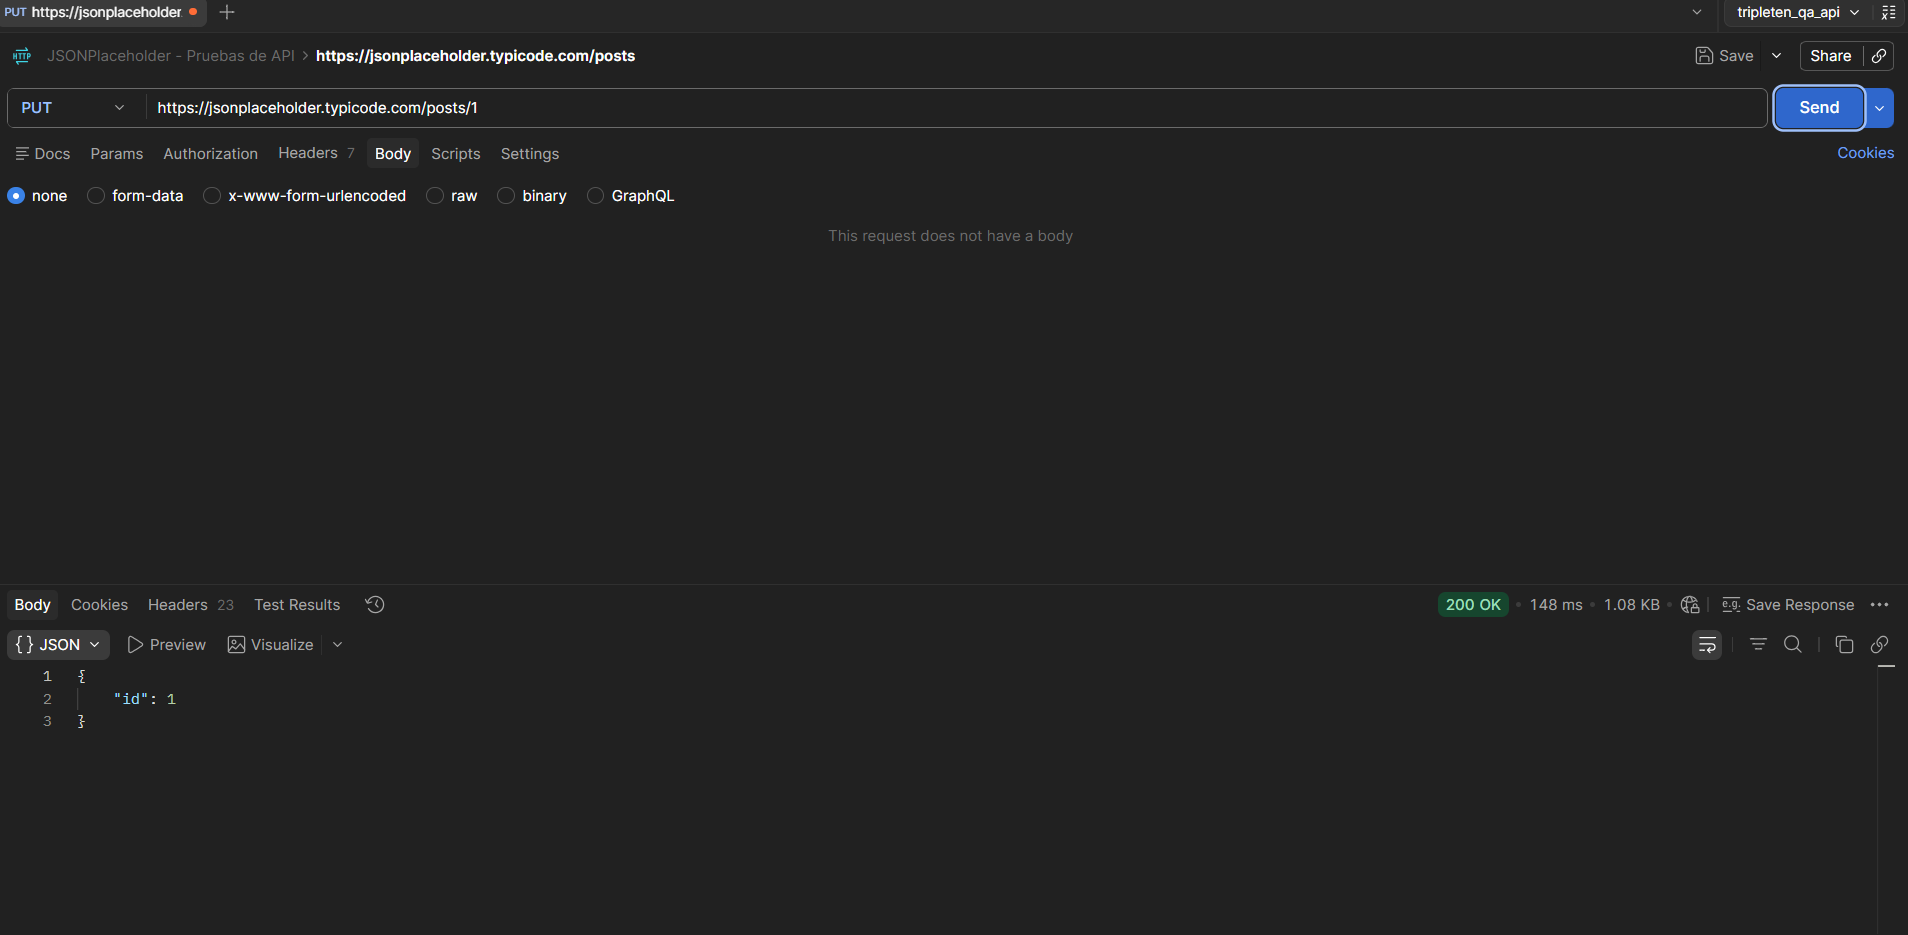 PUT https://jsonplaceholder. tripleten_qa_api
HTTP JSONPlaceholder - Pruebas de API > https://jsonplaceholder.typicode.com/posts Save Share
PUT https://jsonplaceholder.typicode.com/posts/1 Send
Docs Params Authorization Headers 7 Body Scripts Settings Cookies
none form-data x-www-form-urlencoded raw binary GraphQL
This request does not have a body
Body Cookies Headers 23 Test Results 200 OK • 148 ms • 1.08 KB • e.g. Save Response
{} JSON Preview Visualize
1 {
2 "id": 1
3 }